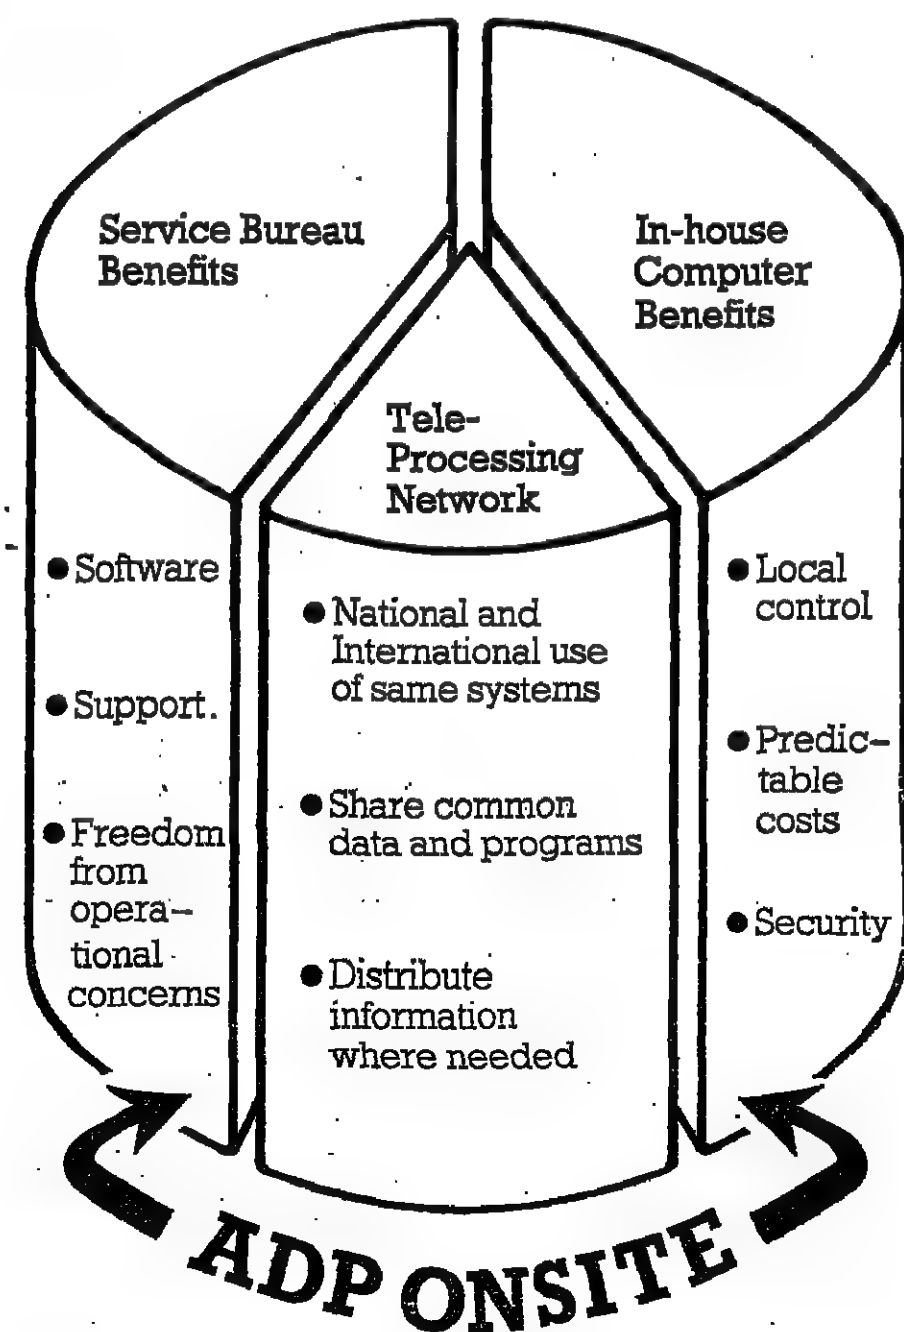 Service Bureau
Benefits
In-house
Computer
Benefits
Tele-
Processing
Network
● Software
● Support.
● Freedom
from
opera-
tional
concerns
● National and
International use
of same systems
● Share common
data and programs
● Distribute
information
where needed
● Local
control
● Predic-
table
costs
● Security
ADP ONSITE